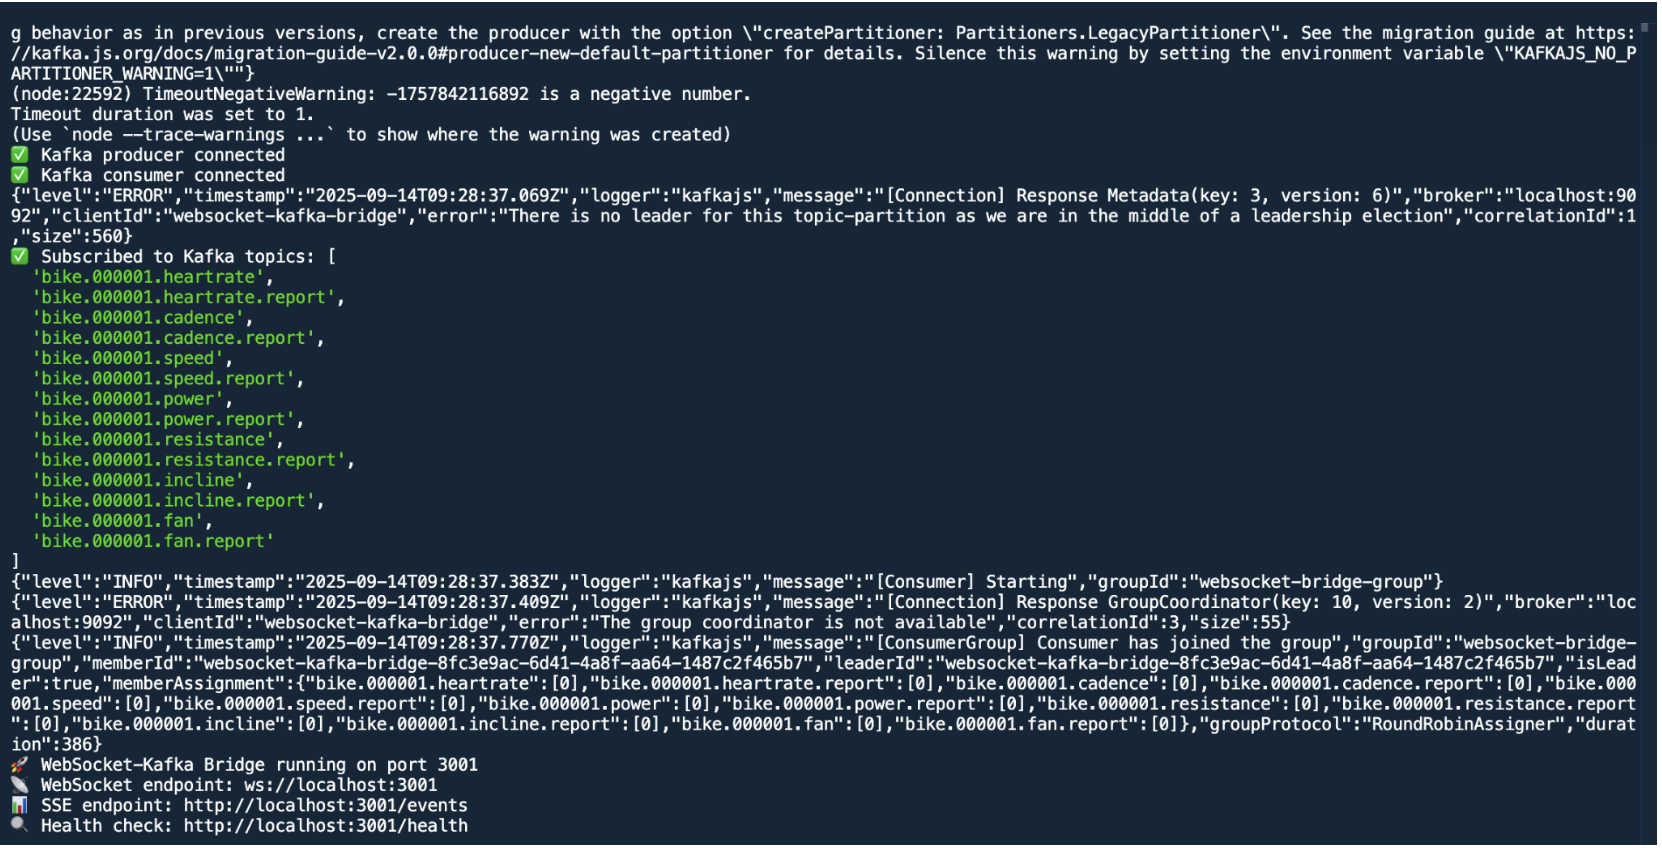 g behavior as in previous versions, create the producer with the option \"createPartitioner: Partitioners.LegacyPartitioner\". See the migration guide at https:
//kafka.js.org/docs/migration-guide-v2.0.0#producer-new-default-partitioner for details. Silence this warning by setting the environment variable \"KAFKAJS_NO_P
ARTITIONER_WARNING=1\""}
(node:22592) TimeoutNegativeWarning: -1757842116892 is a negative number.
Timeout duration was set to 1.
(Use `node --trace-warnings ...` to show where the warning was created)
✅ Kafka producer connected
✅ Kafka consumer connected
{"level":"ERROR","timestamp":"2025-09-14T09:28:37.069Z","logger":"kafkajs","message":"[Connection] Response Metadata(key: 3, version: 6)","broker":"localhost:90
92","clientId":"websocket-kafka-bridge","error":"There is no leader for this topic-partition as we are in the middle of a leadership election","correlationId":1
,"size":560}
✅ Subscribed to Kafka topics: [
  'bike.000001.heartrate',
  'bike.000001.heartrate.report',
  'bike.000001.cadence',
  'bike.000001.cadence.report',
  'bike.000001.speed',
  'bike.000001.speed.report',
  'bike.000001.power',
  'bike.000001.power.report',
  'bike.000001.resistance',
  'bike.000001.resistance.report',
  'bike.000001.incline',
  'bike.000001.incline.report',
  'bike.000001.fan',
  'bike.000001.fan.report'
]
{"level":"INFO","timestamp":"2025-09-14T09:28:37.383Z","logger":"kafkajs","message":"[Consumer] Starting","groupId":"websocket-bridge-group"}
{"level":"ERROR","timestamp":"2025-09-14T09:28:37.409Z","logger":"kafkajs","message":"[Connection] Response GroupCoordinator(key: 10, version: 2)","broker":"loc
alhost:9092","clientId":"websocket-kafka-bridge","error":"The group coordinator is not available","correlationId":3,"size":55}
{"level":"INFO","timestamp":"2025-09-14T09:28:37.770Z","logger":"kafkajs","message":"[ConsumerGroup] Consumer has joined the group","groupId":"websocket-bridge-
group","memberId":"websocket-kafka-bridge-8fc3e9ac-6d41-4a8f-aa64-1487c2f465b7","leaderId":"websocket-kafka-bridge-8fc3e9ac-6d41-4a8f-aa64-1487c2f465b7","isLead
er":true,"memberAssignment":{"bike.000001.heartrate":[0],"bike.000001.heartrate.report":[0],"bike.000001.cadence":[0],"bike.000001.cadence.report":[0],"bike.000
001.speed":[0],"bike.000001.speed.report":[0],"bike.000001.power":[0],"bike.000001.power.report":[0],"bike.000001.resistance":[0],"bike.000001.resistance.report
":[0],"bike.000001.incline":[0],"bike.000001.incline.report":[0],"bike.000001.fan":[0],"bike.000001.fan.report":[0]},"groupProtocol":"RoundRobinAssigner","durat
ion":386}
🚀 WebSocket-Kafka Bridge running on port 3001
📡 WebSocket endpoint: ws://localhost:3001
📊 SSE endpoint: http://localhost:3001/events
🔍 Health check: http://localhost:3001/health